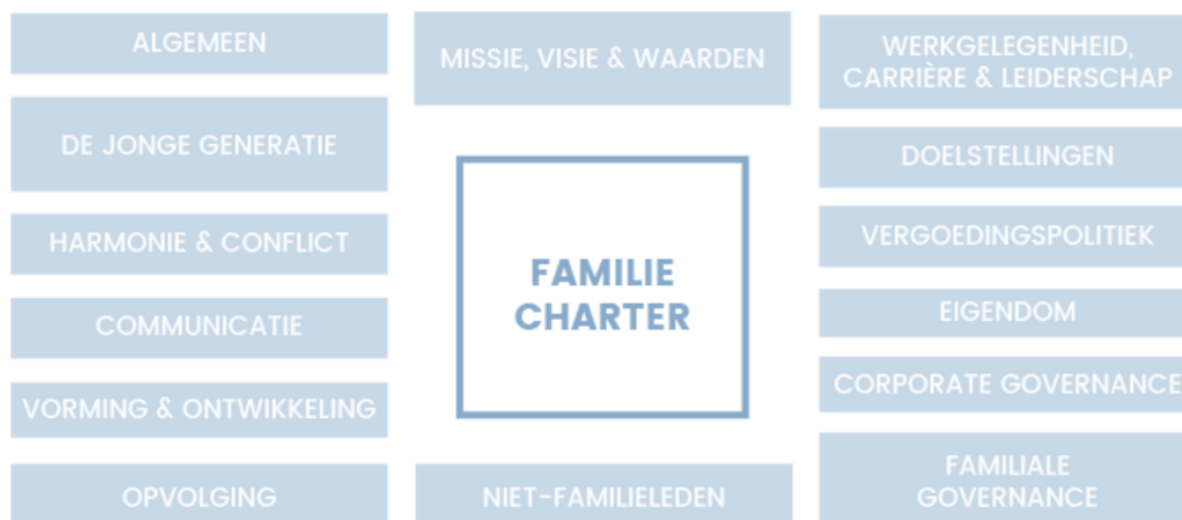 ALGEMEEN
DE JONGE GENERATIE
HARMONIE & CONFLICT
COMMUNICATIE
VORMING & ONTWIKKELING
OPVOLGING
MISSIE, VISIE & WAARDEN
FAMILIE
CHARTER
NIET-FAMILIELEDEN
WERKGELEGENHEID,
CARRIÈRE & LEIDERSCHAP
DOELSTELLINGEN
VERGOEDINGSPOLITIEK
EIGENDOM
CORPORATE GOVERNANCE
FAMILIALE
GOVERNANCE